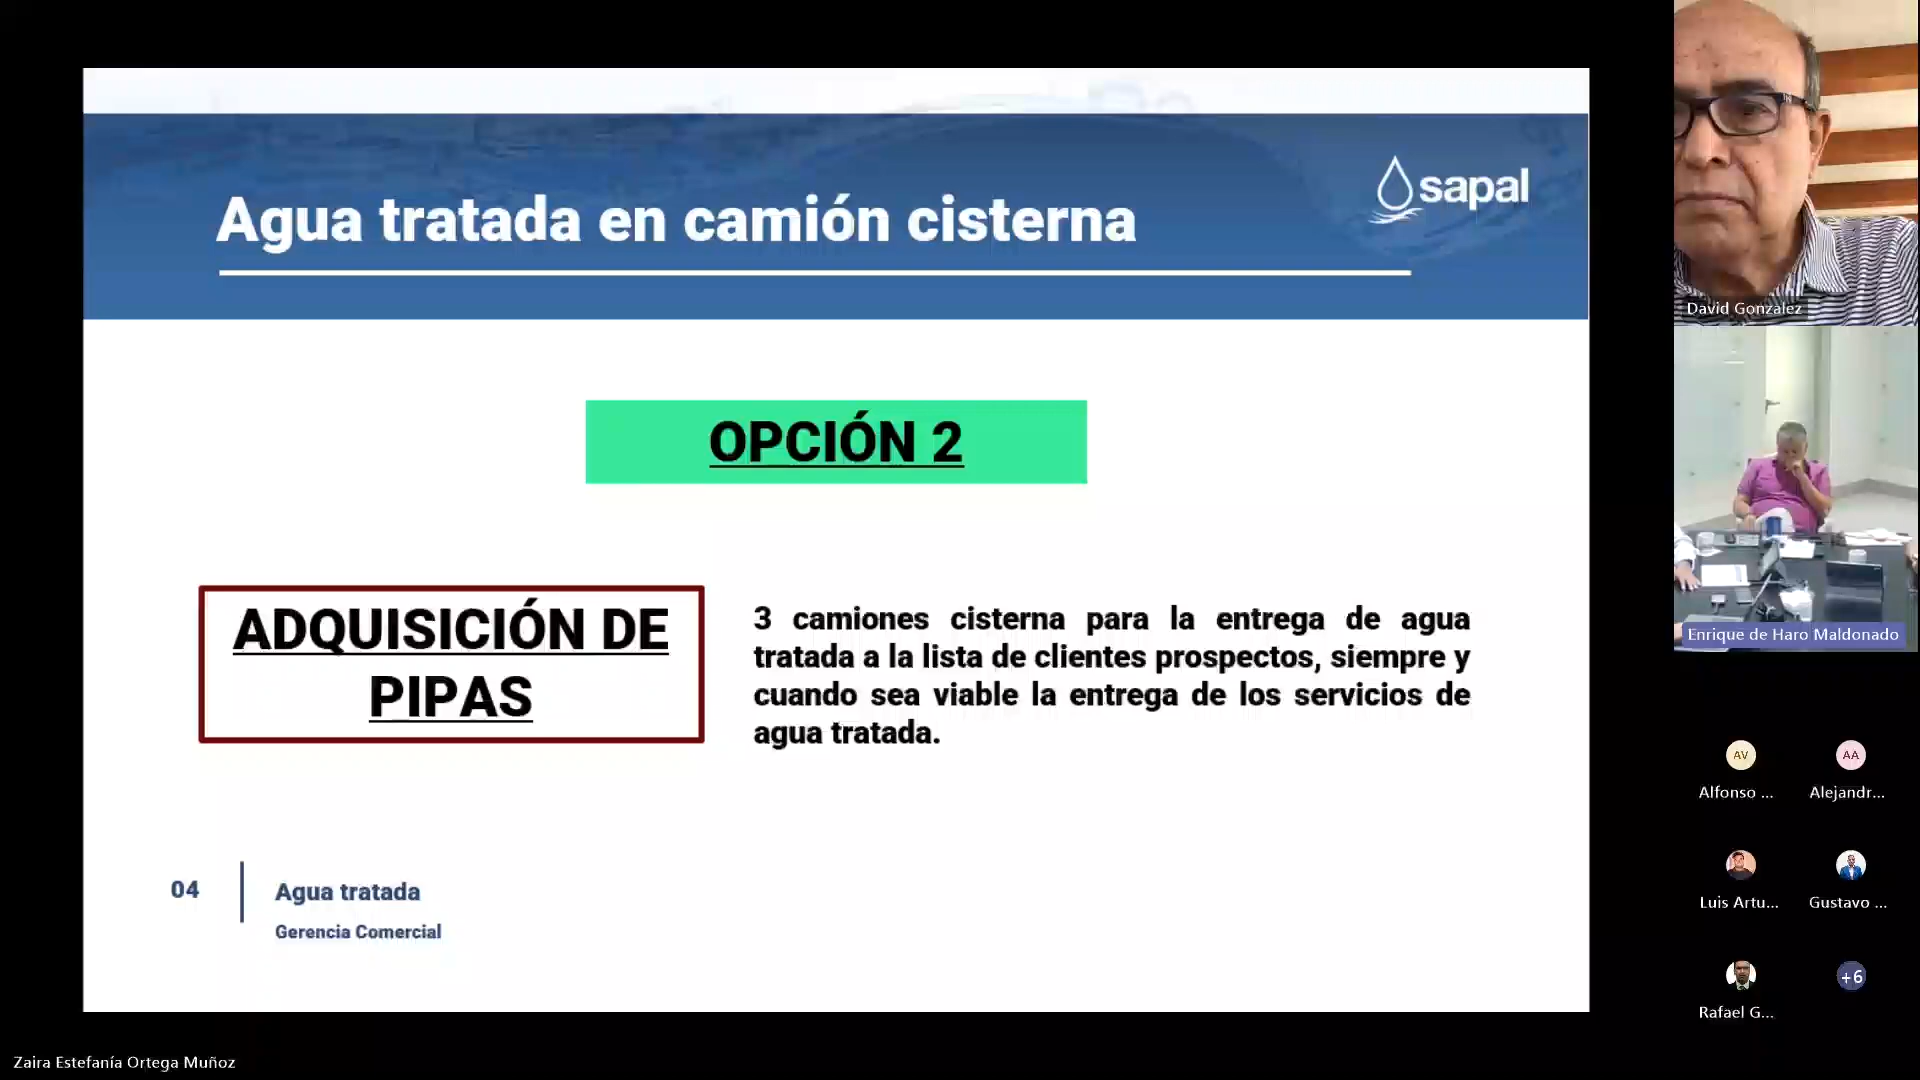 Agua tratada en camión cisterna
sapal
OPCIÓN 2
ADQUISICIÓN DE
PIPAS
3 camiones cisterna para la entrega de agua
tratada a la lista de clientes prospectos, siempre y
cuando sea viable la entrega de los servicios de
agua tratada.
04
Agua tratada
Gerencia Comercial
Zaira Estefanía Ortega Muñoz
David Gonzalez
Enrique de Haro Maldonado
AV
AA
Alfonso ...
Alejandr...
Luis Artu...
Gustavo ...
+6
Rafael G...